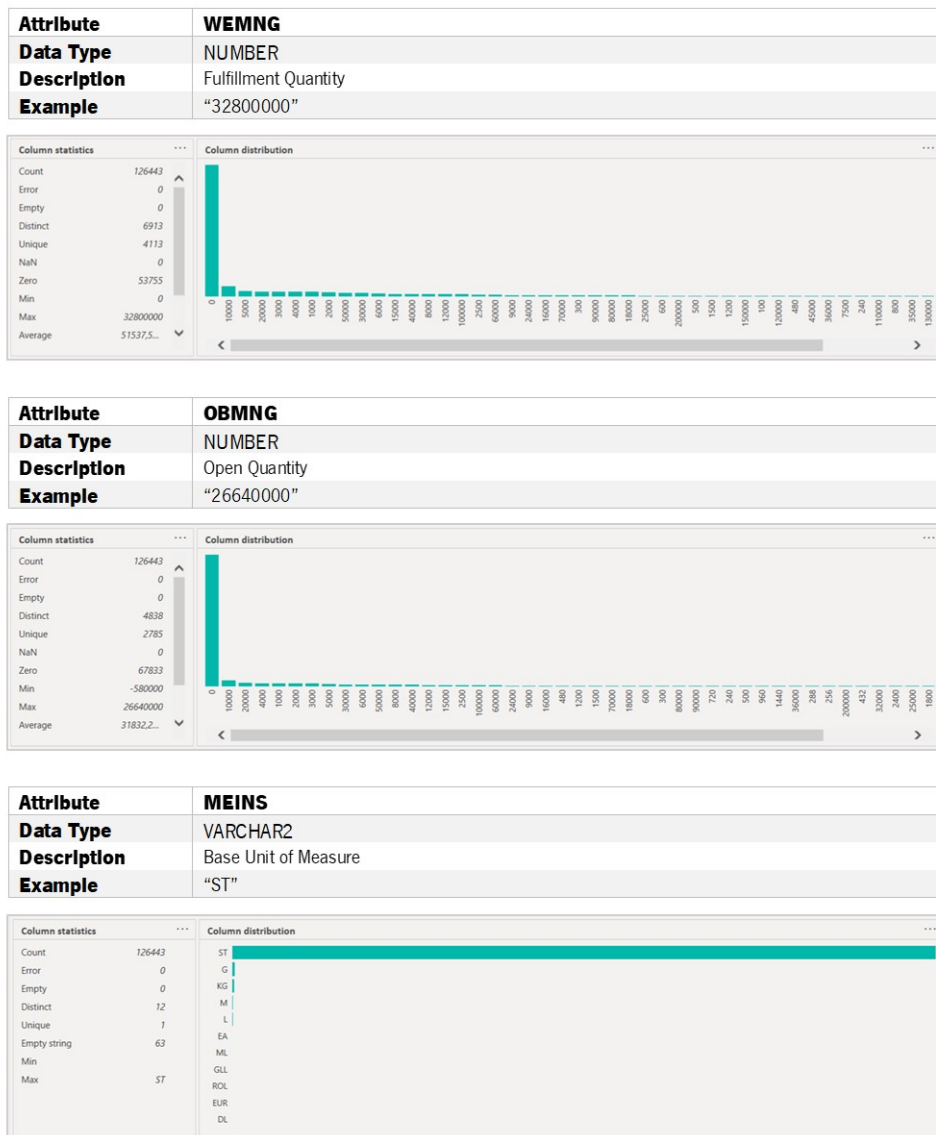 Attribute WEMNG
Data Type NUMBER
Description Fulfillment Quantity
Example “32800000”
Column statistics ... Column distribution ...
Count 126443
Error 0
Empty 0
Distinct 6913
Unique 4113
NaN 0
Zero 53755
Min 0
Max 32800000
Average 51537,5...
0 10000 5000 20000 3000 4000 1000 2000 50000 30000 6000 15000 40000 8000 12000 100000 2500 60000 9000 24000 16000 70000 300 90000 80000 18000 25000 600 200000 500 1500 1200 150000 100 120000 480 45000 36000 7500 240 110000 800 35000 130000
Attribute OBMNG
Data Type NUMBER
Description Open Quantity
Example “26640000”
Column statistics ... Column distribution ...
Count 126443
Error 0
Empty 0
Distinct 4838
Unique 2785
NaN 0
Zero 67833
Min -580000
Max 26640000
Average 31832,2...
0 10000 20000 4000 1000 2000 3000 5000 30000 6000 50000 8000 40000 12000 15000 2500 100000 60000 24000 9000 16000 480 1200 1500 70000 18000 600 300 80000 90000 720 240 500 960 1440 36000 288 256 200000 432 32000 2400 25000 1800
Attribute MEINS
Data Type VARCHAR2
Description Base Unit of Measure
Example “ST”
Column statistics ... Column distribution ...
Count 126443
Error 0
Empty 0
Distinct 12
Unique 1
Empty string 63
Min
Max ST
ST
G
KG
M
L
EA
ML
GLL
ROL
EUR
DL